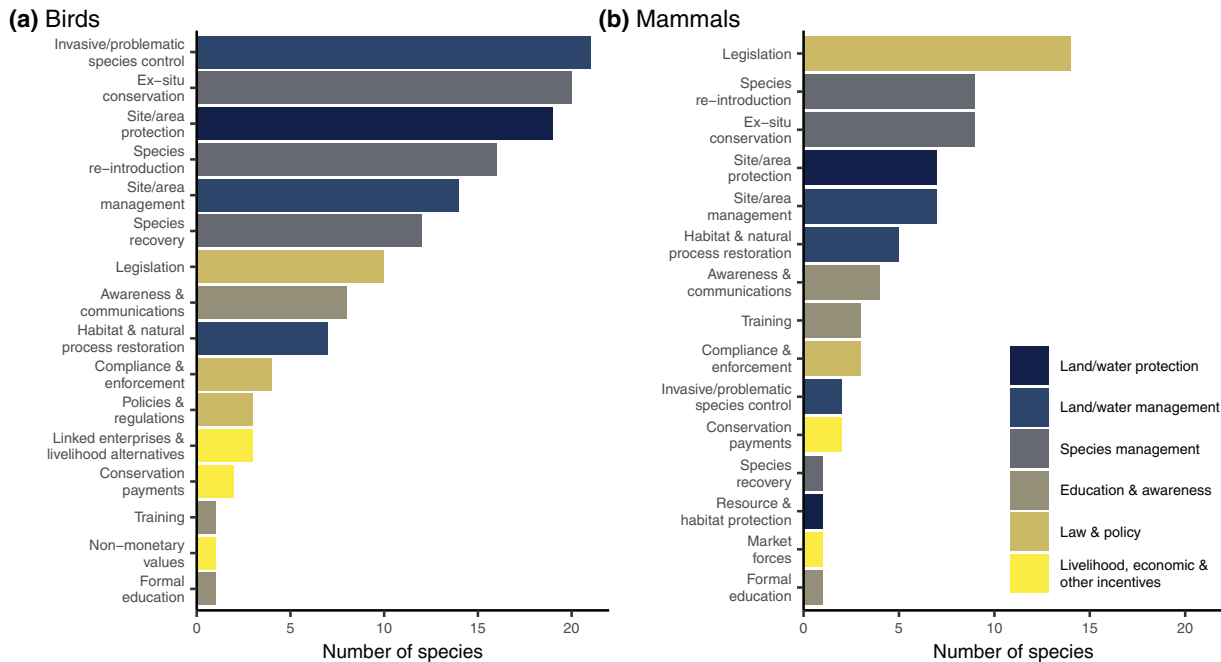 (a) Birds
Invasive/problematic
species control
Ex−situ
conservation
Site/area
protection
Species
re−introduction
Site/area
management
Species
recovery
Legislation
Awareness &
communications
Habitat & natural
process restoration
Compliance &
enforcement
Policies &
regulations
Linked enterprises &
livelihood alternatives
Conservation
payments
Training
Non−monetary
values
Formal
education
0 5 10 15 20
Number of species
(b) Mammals
Legislation
Species
re−introduction
Ex−situ
conservation
Site/area
protection
Site/area
management
Habitat & natural
process restoration
Awareness &
communications
Training
Compliance &
enforcement
Invasive/problematic
species control
Conservation
payments
Species
recovery
Resource &
habitat protection
Market
forces
Formal
education
0 5 10 15 20
Number of species
Land/water protection
Land/water management
Species management
Education & awareness
Law & policy
Livelihood, economic &
other incentives